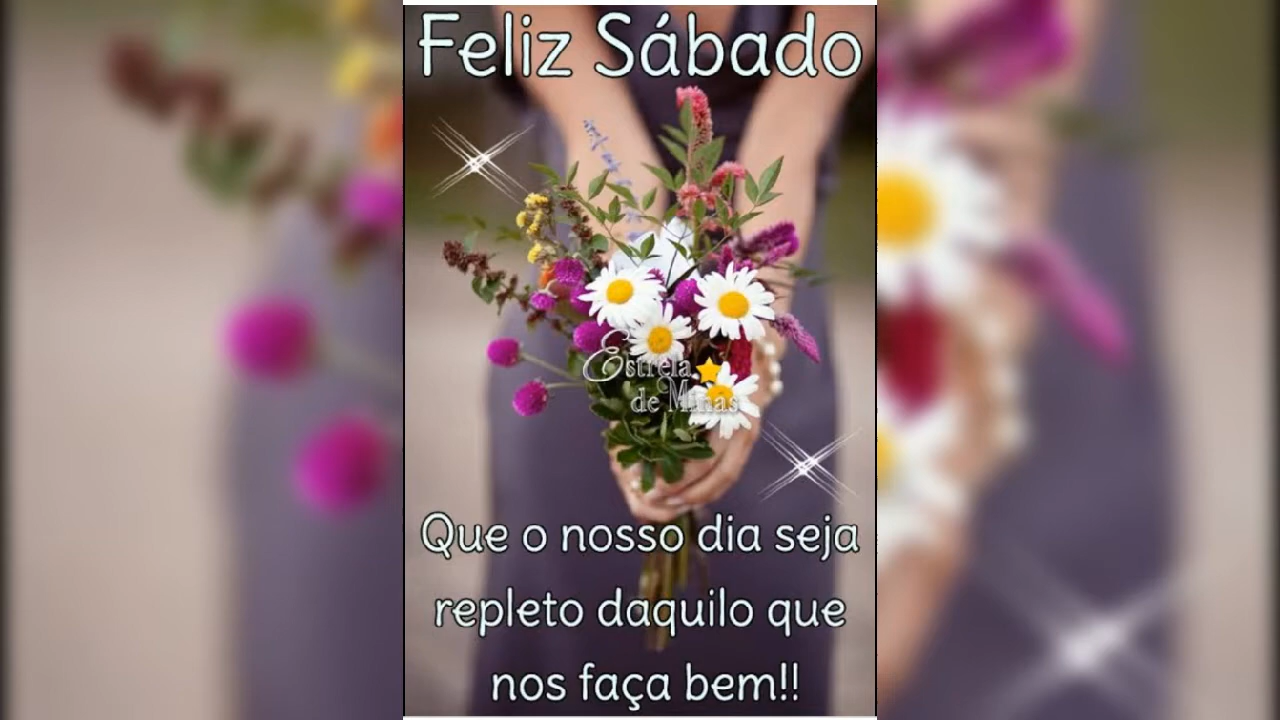 Feliz Sábado
Estrela
de Minas
Que o nosso dia seja
repleto daquilo que
nos faça bem!!